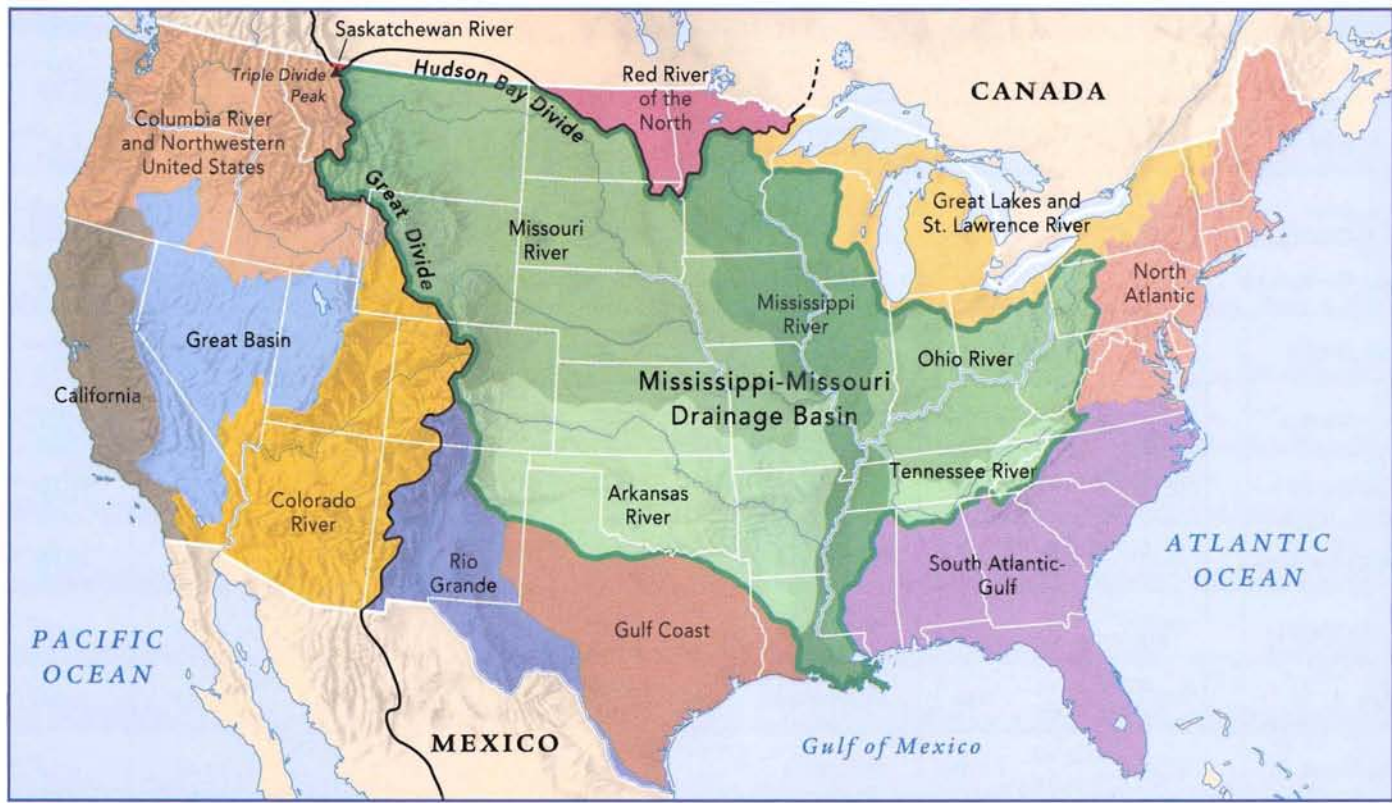 Saskatchewan River
Triple Divide
Peak
Hudson Bay Divide
Red River
of the
North
CANADA
Columbia River
and Northwestern
United States
Great Divide
Missouri
River
Great Lakes and
St. Lawrence River
North
Atlantic
Mississippi
River
Great Basin
Ohio River
California
Mississippi-Missouri
Drainage Basin
Tennessee River
Colorado
River
Arkansas
River
Rio
Grande
South Atlantic-
Gulf
ATLANTIC
OCEAN
Gulf Coast
PACIFIC
OCEAN
MEXICO
Gulf of Mexico